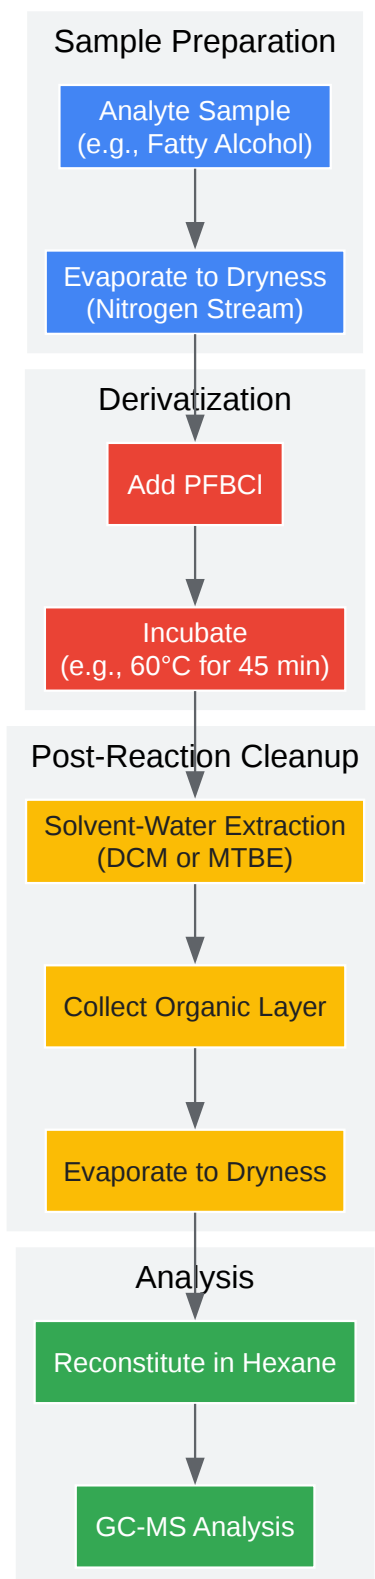 Sample Preparation
Analyte Sample
(e.g., Fatty Alcohol)
Evaporate to Dryness
(Nitrogen Stream)
Derivatization
Add PFBCl
Incubate
(e.g., 60°C for 45 min)
Post-Reaction Cleanup
Solvent-Water Extraction
(DCM or MTBE)
Collect Organic Layer
Evaporate to Dryness
Analysis
Reconstitute in Hexane
GC-MS Analysis